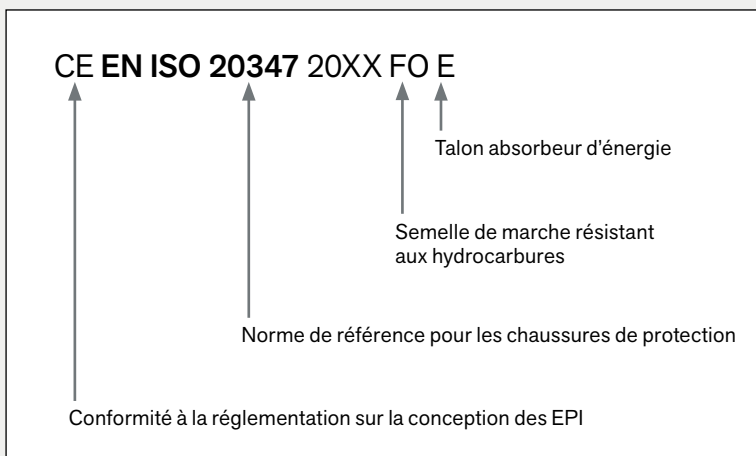 CE EN ISO 20347 20XX FO E
Talon absorbeur d'énergie
Semelle de marche résistant
aux hydrocarbures
Norme de référence pour les chaussures de protection
Conformité à la réglementation sur la conception des EPI